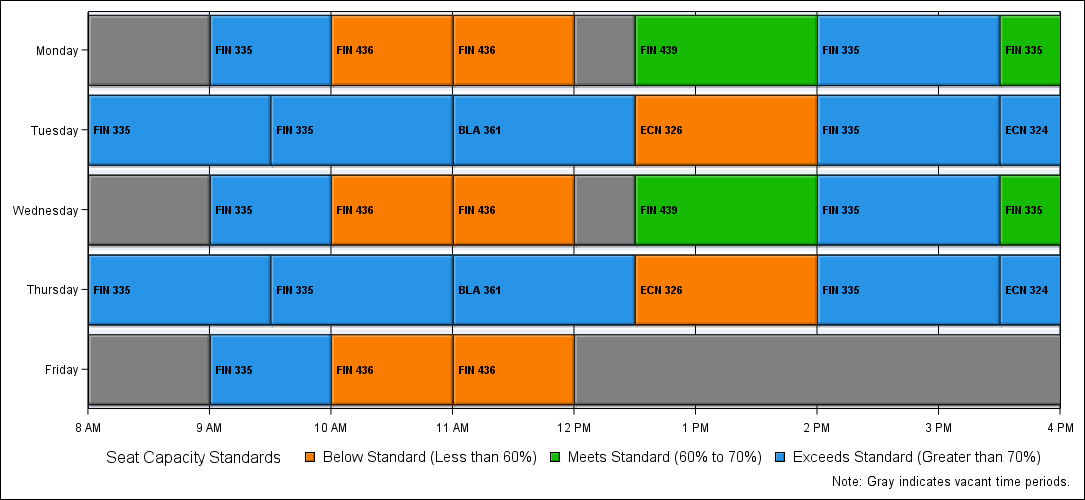 Monday FIN 335 FIN 436 FIN 436 FIN 439 FIN 335 FIN 335
Tuesday FIN 335 FIN 335 BLA 361 ECN 326 FIN 335 ECN 324
Wednesday FIN 335 FIN 436 FIN 436 FIN 439 FIN 335 FIN 335
Thursday FIN 335 FIN 335 BLA 361 ECN 326 FIN 335 ECN 324
Friday FIN 335 FIN 436 FIN 436
8 AM 9 AM 10 AM 11 AM 12 PM 1 PM 2 PM 3 PM 4 PM
Seat Capacity Standards Below Standard (Less than 60%) Meets Standard (60% to 70%) Exceeds Standard (Greater than 70%)
Note: Gray indicates vacant time periods.